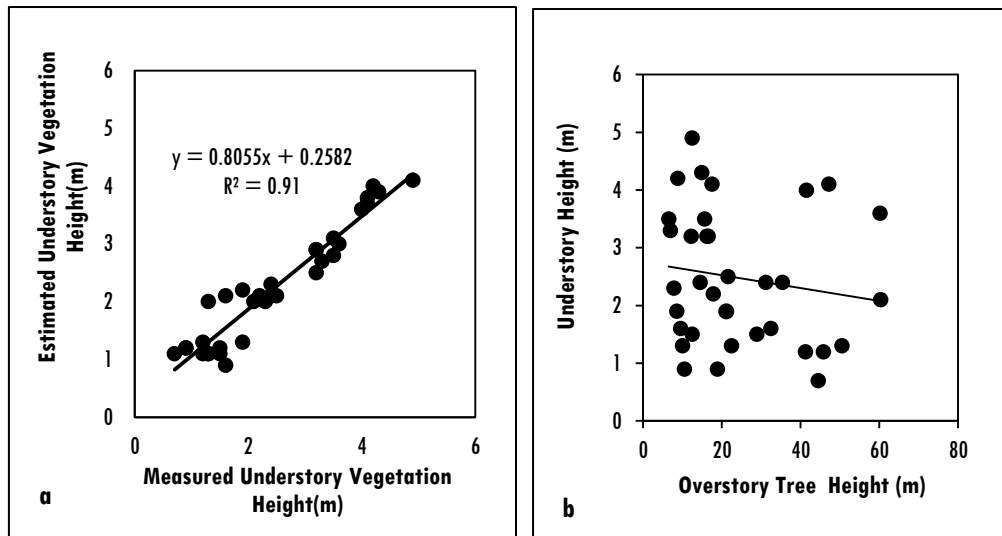 Estimated Understory Vegetation
Height(m)
6
5
4
3
2
1
0
y = 0.8055x + 0.2582
R² = 0.91
0 2 4 6
Measured Understory Vegetation
Height(m)
a
Understory Height (m)
6
5
4
3
2
1
0
0 20 40 60 80
Overstory Tree Height (m)
b